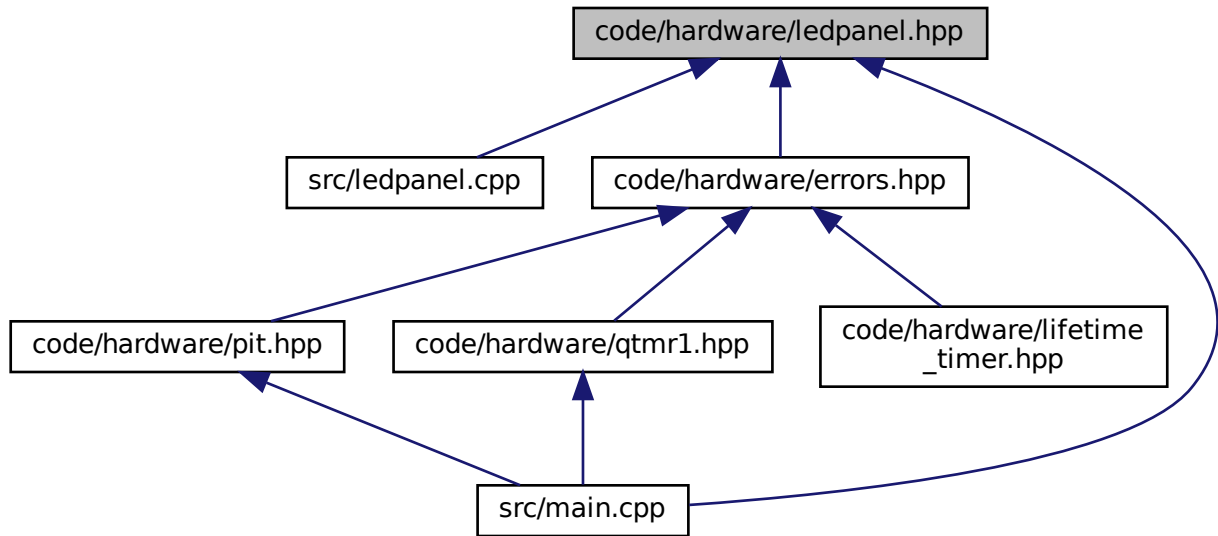 code/hardware/ledpanel.hpp
src/ledpanel.cpp
code/hardware/errors.hpp
code/hardware/pit.hpp
code/hardware/qtmr1.hpp
code/hardware/lifetime
_timer.hpp
src/main.cpp